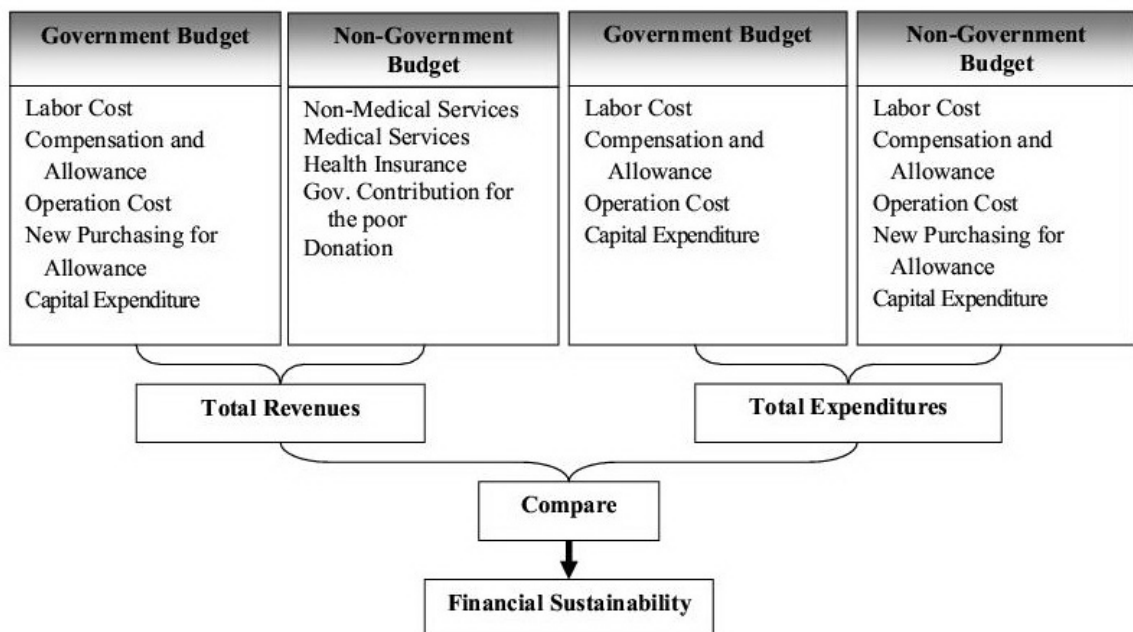 Government Budget
Labor Cost
Compensation and
Allowance
Operation Cost
New Purchasing for
Allowance
Capital Expenditure
Non-Government
Budget
Non-Medical Services
Medical Services
Health Insurance
Gov. Contribution for
the poor
Donation
Government Budget
Labor Cost
Compensation and
Allowance
Operation Cost
Capital Expenditure
Non-Government
Budget
Labor Cost
Compensation and
Allowance
Operation Cost
New Purchasing for
Allowance
Capital Expenditure
Total Revenues
Total Expenditures
Compare
Financial Sustainability